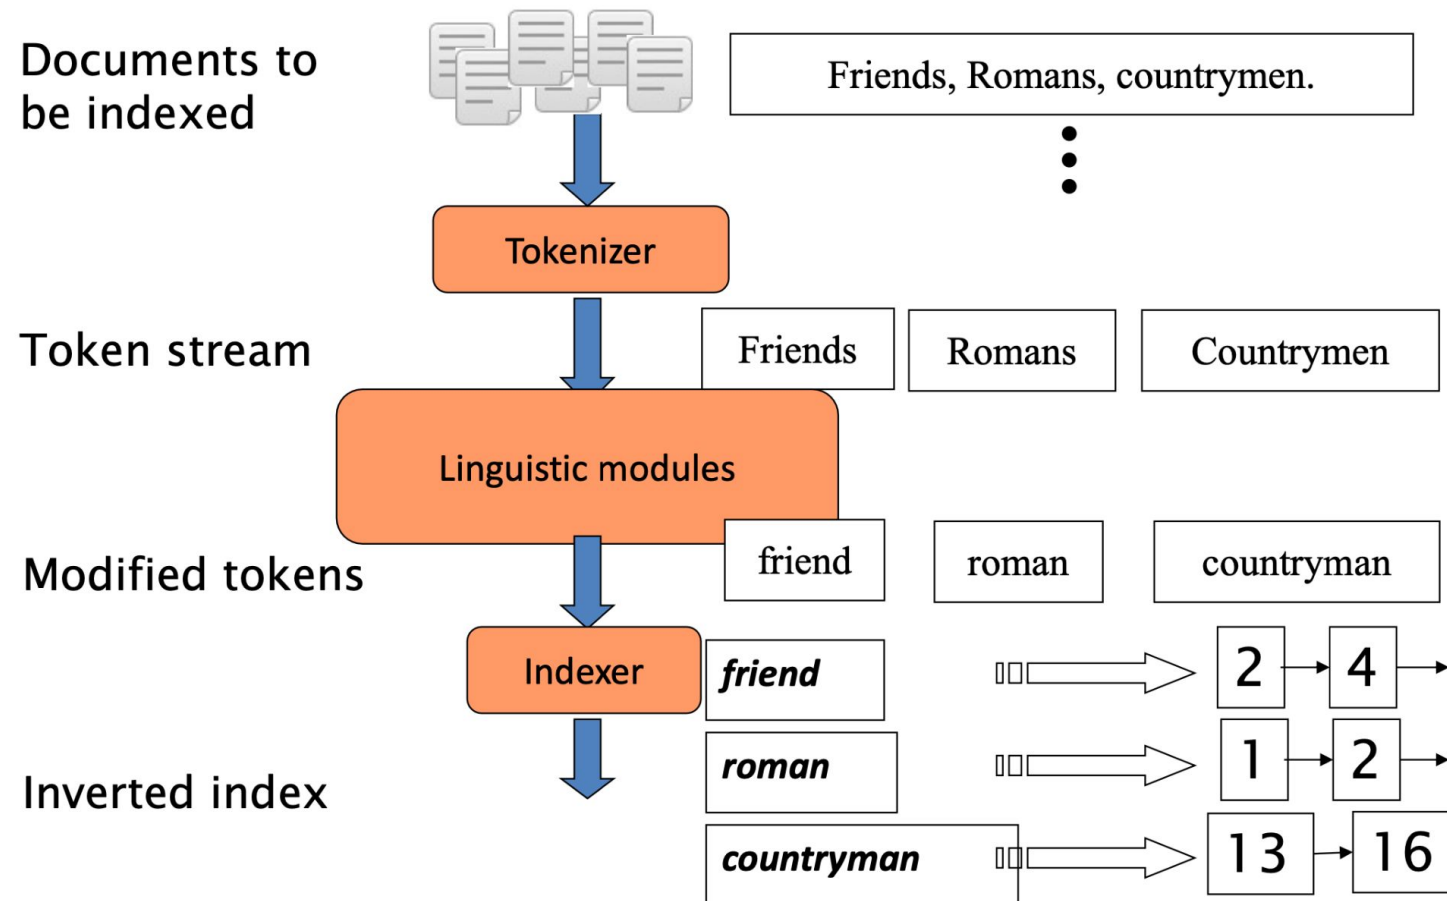 Documents to
be indexed
Friends, Romans, countrymen.
Tokenizer
Token stream
Friends
Romans
Countrymen
Linguistic modules
Modified tokens
friend
roman
countryman
Indexer
friend
2
4
roman
1
2
Inverted index
countryman
13
16